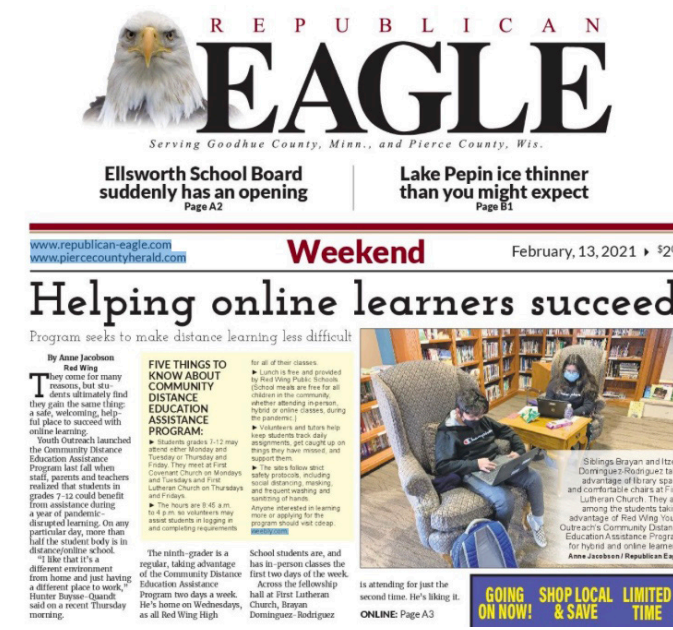 REPUBLICAN
EAGLE
Serving Goodhue County, Minn., and Pierce County, Wis.
Ellsworth School Board
suddenly has an opening
Page A2
Lake Pepin ice thinner
than you might expect
Page B1
www.republican-eagle.com
www.piercecountyherald.com
Weekend
February, 13, 2021 ▸ $2
Helping online learners succeed
Program seeks to make distance learning less difficult
By Anne Jacobson
Red Wing
They come for many
reasons, but stu-
dents ultimately find
they gain the same thing:
a safe, welcoming, help-
ful place to succeed with
online learning.
Youth Outreach launched
the Community Distance
Education Assistance
Program last fall when
staff, parents and teachers
realized that students in
grades 7-12 could benefit
from assistance during
a year of pandemic-
disrupted learning. On any
particular day, more than
half the student body is in
distance/online school.
"I like that it's a
different environment
from home and just having
a different place to work,"
Hunter Buysse-Quandt
said on a recent Thursday
morning.
FIVE THINGS TO
KNOW ABOUT
COMMUNITY
DISTANCE
EDUCATION
ASSISTANCE
PROGRAM:
► Students grades 7-12 may
attend either Monday and
Tuesday or Thursday and
Friday. They meet at First
Covenant Church on Mondays
and Tuesdays and First
Lutheran Church on Thursdays
and Fridays.
► The hours are 8:45 a.m.
to 4 p.m. so volunteers may
assist students in logging in
and completing requirements
for all of their classes.
► Lunch is free and provided
by Red Wing Public Schools.
(School meals are free for all
children in the community,
whether attending in-person,
hybrid or online classes, during
the pandemic.)
► Volunteers and tutors help
keep students track daily
assignments, get caught up on
things they have missed, and
support them.
► The sites follow strict
safety protocols, including
social distancing, masking,
and frequent washing and
sanitizing of hands.
Anyone interested in learning
more or applying for the
program should visit cdeap.
weebly.com.
The ninth-grader is a
regular, taking advantage
of the Community Distance
Education Assistance
Program two days a week.
He's home on Wednesdays,
as all Red Wing High
School students are, and
has in-person classes the
first two days of the week.
Across the fellowship
hall at First Lutheran
Church, Brayan
Dominguez-Rodriguez
is attending for just the
second time. He's liking it.
ONLINE: Page A3
Siblings Brayan and Itze
Dominguez-Rodriguez ta
advantage of library spa
and comfortable chairs at Fi
Lutheran Church. They a
among the students taki
advantage of Red Wing You
Outreach's Community Distan
Education Assistance Progra
for hybrid and online learne
Anne Jacobson / Republican Ea
GOING
ON NOW!
SHOP LOCAL
& SAVE
LIMITED
TIME